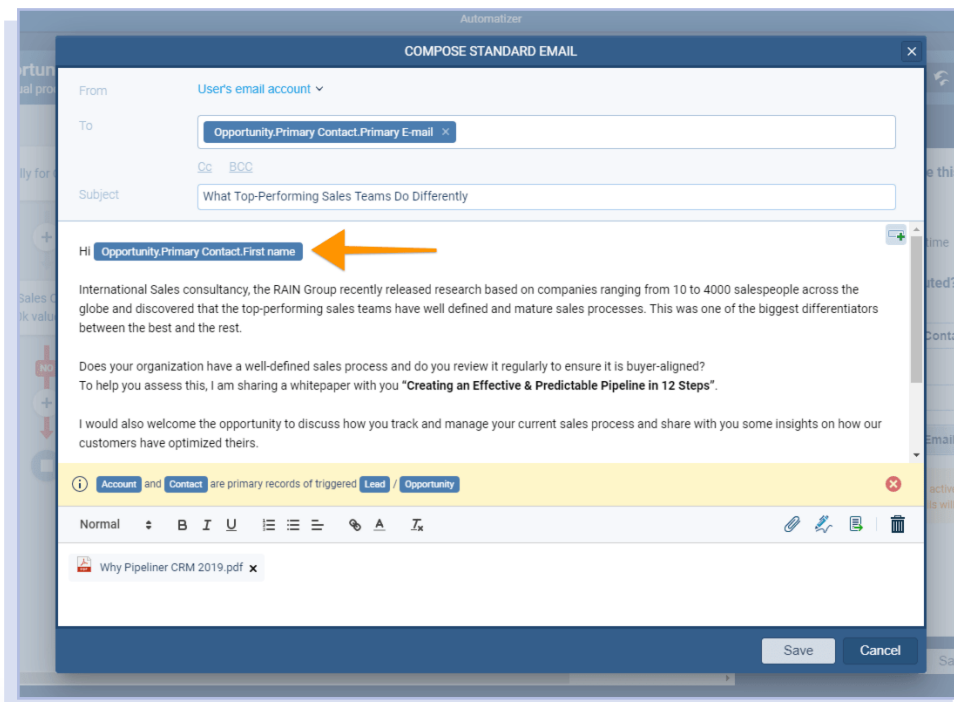 Automatizer
COMPOSE STANDARD EMAIL
From
User's email account
To
Opportunity.Primary Contact.Primary E-mail ×
Cc BCC
Subject
What Top-Performing Sales Teams Do Differently
Hi Opportunity.Primary Contact.First name
International Sales consultancy, the RAIN Group recently released research based on companies ranging from 10 to 4000 salespeople across the
globe and discovered that the top-performing sales teams have well defined and mature sales processes. This was one of the biggest differentiators
between the best and the rest.
Does your organization have a well-defined sales process and do you review it regularly to ensure it is buyer-aligned?
To help you assess this, I am sharing a whitepaper with you “Creating an Effective & Predictable Pipeline in 12 Steps”.
I would also welcome the opportunity to discuss how you track and manage your current sales process and share with you some insights on how our
customers have optimized theirs.
Account and Contact are primary records of triggered Lead / Opportunity
Normal B I U A Tx
Why Pipeliner CRM 2019.pdf ×
Save Cancel
NO
time
Email